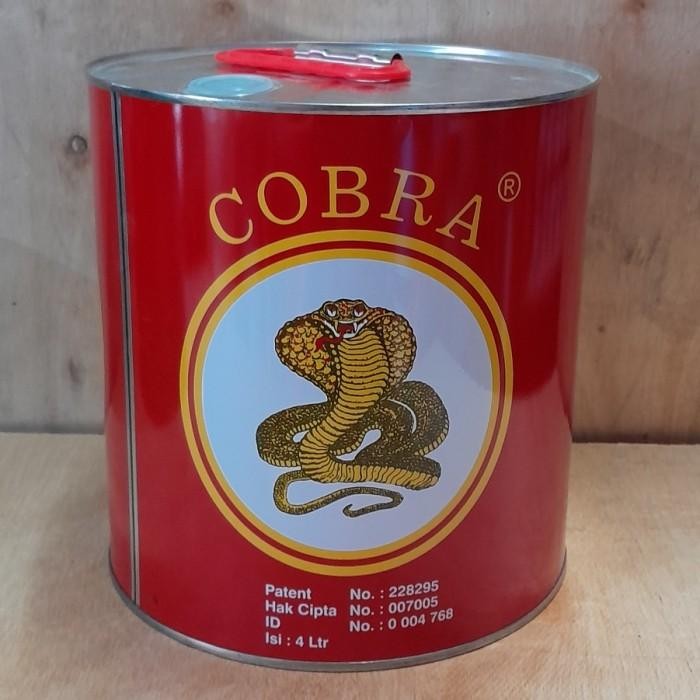 COBRA ®
Patent No. : 228295
Hak Cipta No. : 007005
ID No. : 0 004 768
Isi : 4 Ltr